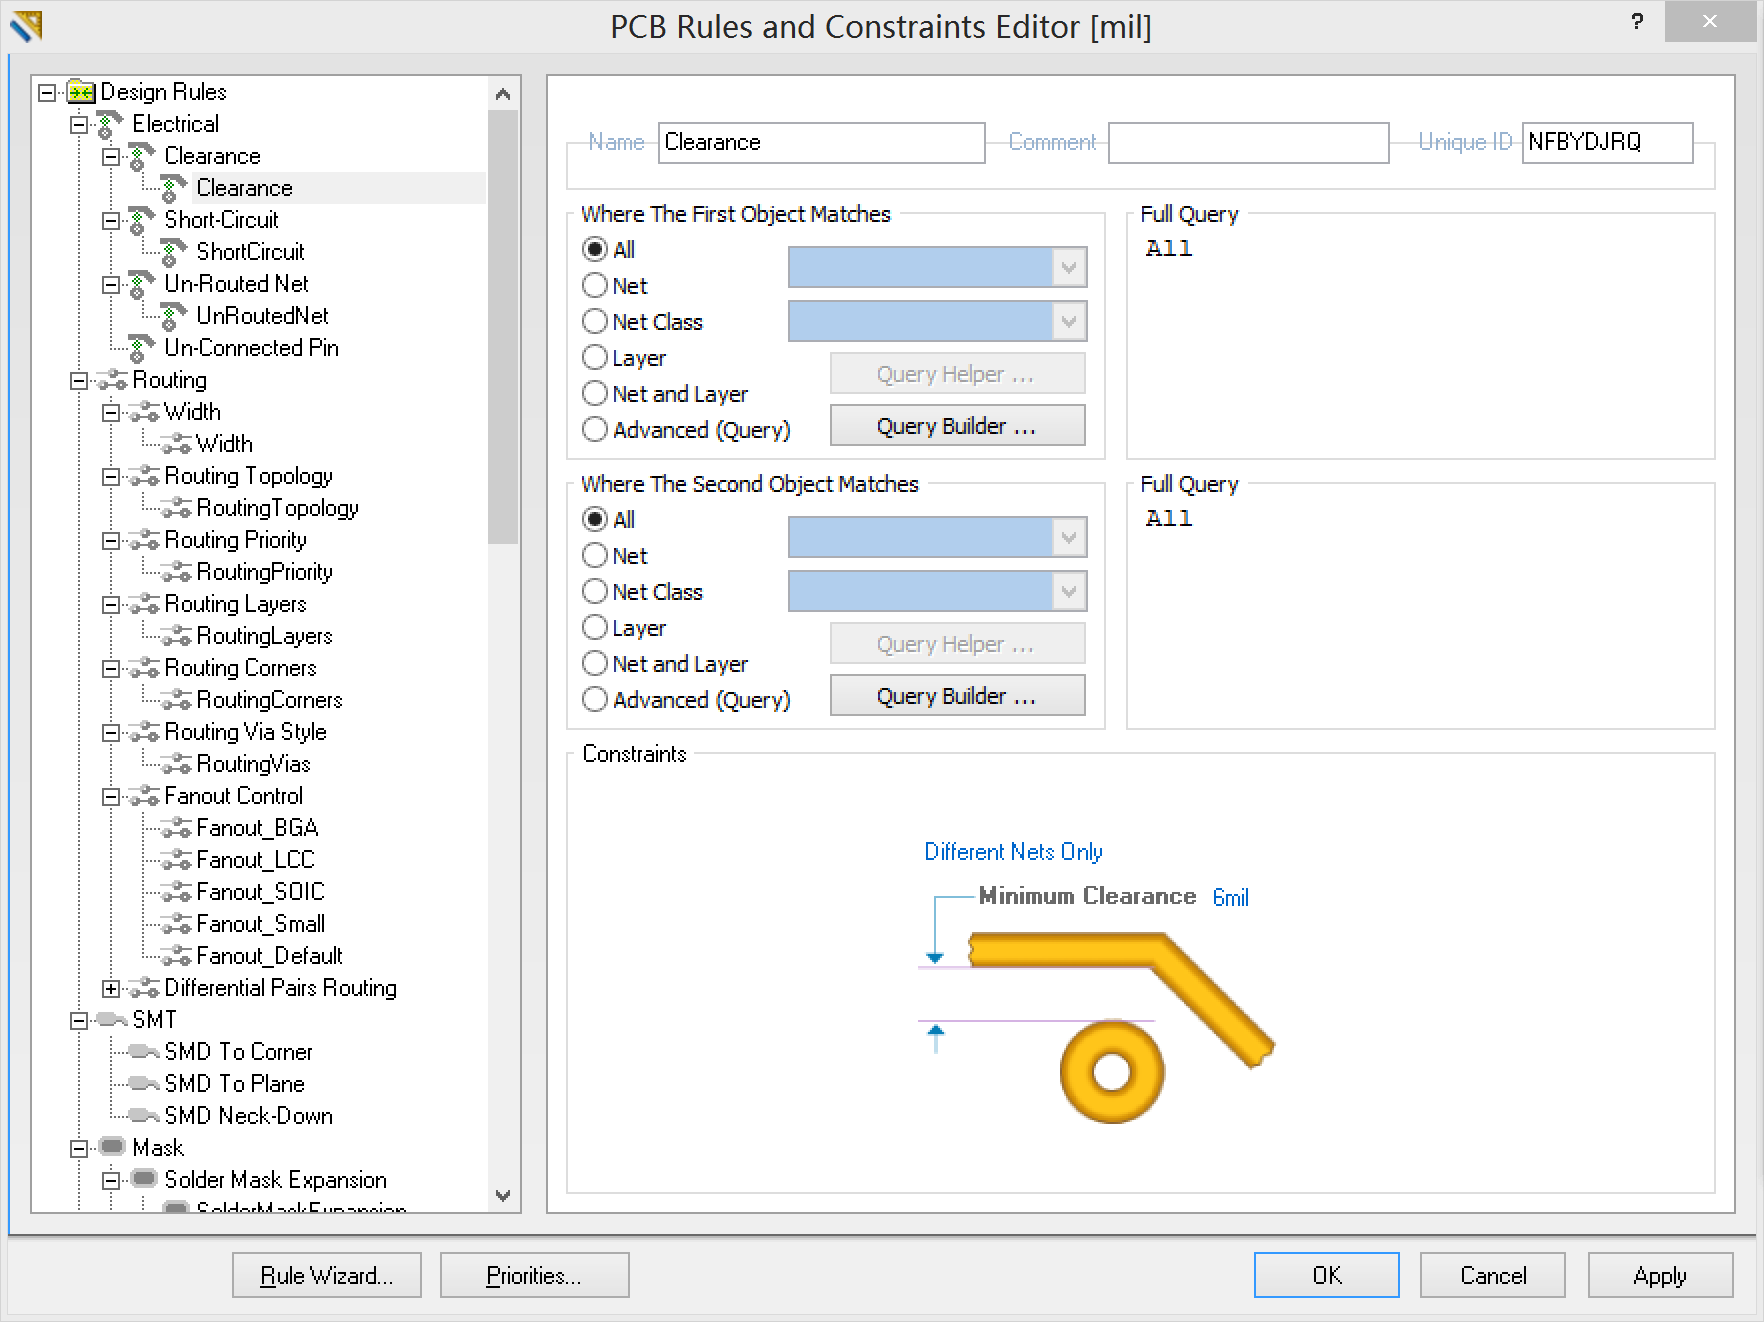 PCB Rules and Constraints Editor [mil]
?
Design Rules
Electrical
Clearance
Clearance
Short-Circuit
ShortCircuit
Un-Routed Net
UnRoutedNet
Un-Connected Pin
Routing
Width
Width
Routing Topology
RoutingTopology
Routing Priority
RoutingPriority
Routing Layers
RoutingLayers
Routing Corners
RoutingCorners
Routing Via Style
RoutingVias
Fanout Control
Fanout_BGA
Fanout_LCC
Fanout_SOIC
Fanout_Small
Fanout_Default
Differential Pairs Routing
SMT
SMD To Corner
SMD To Plane
SMD Neck-Down
Mask
Solder Mask Expansion
SolderMaskExpansion
Name Clearance Comment Unique ID NFBYDJRQ
Where The First Object Matches
All
Net
Net Class
Layer
Net and Layer
Advanced (Query)
Query Helper ...
Query Builder ...
Full Query
All
Where The Second Object Matches
All
Net
Net Class
Layer
Net and Layer
Advanced (Query)
Query Helper ...
Query Builder ...
Full Query
All
Constraints
Different Nets Only
Minimum Clearance 6mil
Rule Wizard... Priorities... OK Cancel Apply